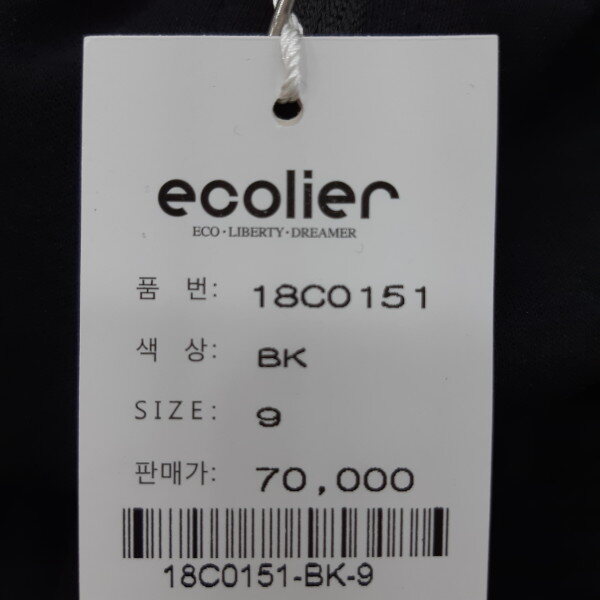 ecolier
ECO·LIBERTY·DREAMER
품 번: 18C0151
색 상: BK
SIZE: 9
판매가: 70,000
18C0151-BK-9